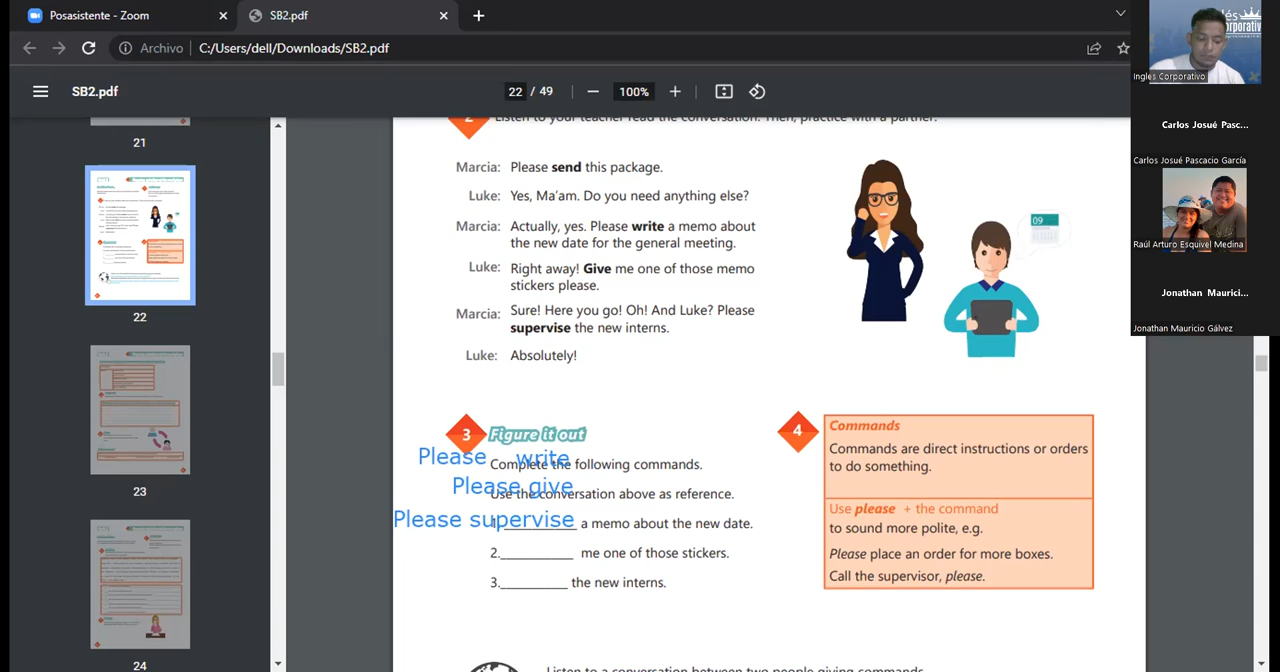 Posasistente - Zoom
SB2.pdf
Archivo
C:/Users/dell/Downloads/SB2.pdf
SB2.pdf
22 / 49
100%
21
22
23
24
2 Listen to your teacher read the conversation. Then, practice with a partner.
Marcia: Please send this package.
Luke: Yes, Ma'am. Do you need anything else?
Marcia: Actually, yes. Please write a memo about
the new date for the general meeting.
Luke: Right away! Give me one of those memo
stickers please.
Marcia: Sure! Here you go! Oh! And Luke? Please
supervise the new interns.
Luke: Absolutely!
09
3 Figure it out
Please write
Complete the following commands.
Please give
Use the conversation above as reference.
Please supervise
1.__________ a memo about the new date.
2.__________ me one of those stickers.
3.__________ the new interns.
4
Commands
Commands are direct instructions or orders
to do something.
Use please + the command
to sound more polite, e.g.
Please place an order for more boxes.
Call the supervisor, please.
Listen to a conversation between two people giving commands.
Ingles Corporativo
Carlos Josué Pasc...
Carlos Josué Pascacio García
Raúl Arturo Esquivel Medina
Jonathan Maurici...
Jonathan Mauricio Gálvez